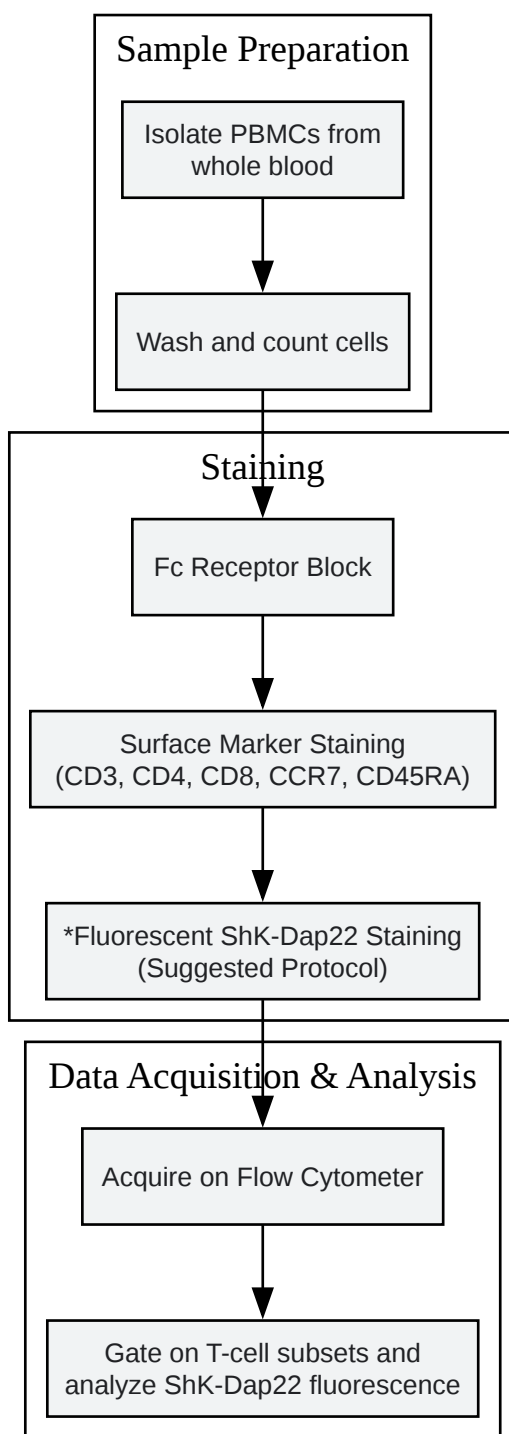 Sample Preparation
Isolate PBMCs from
whole blood
Wash and count cells
Staining
Fc Receptor Block
Surface Marker Staining
(CD3, CD4, CD8, CCR7, CD45RA)
*Fluorescent ShK-Dap22 Staining
(Suggested Protocol)
Data Acquisition & Analysis
Acquire on Flow Cytometer
Gate on T-cell subsets and
analyze ShK-Dap22 fluorescence